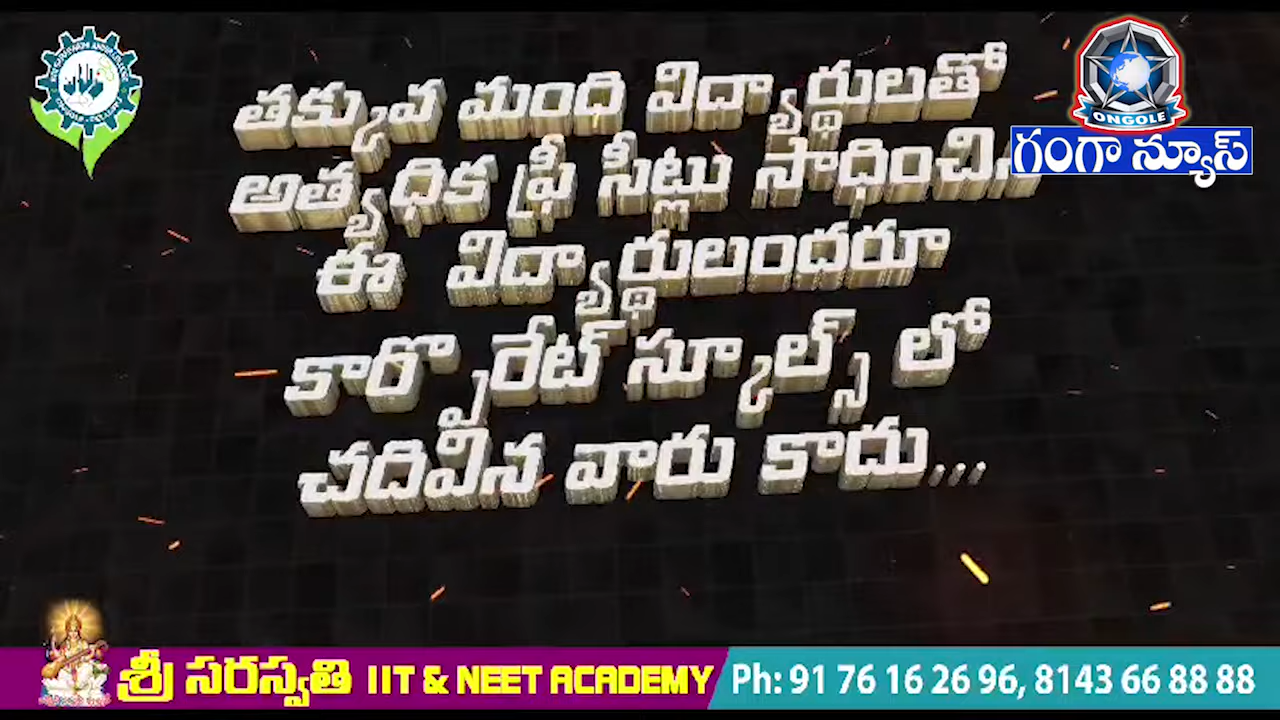 ONGOLE
గంగా న్యూస్
తక్కువ మంది విద్యార్థులతో
అత్యధిక ఫ్రీ సీట్లు సాధించిన
ఈ విద్యార్థులందరూ
కార్పొరేట్ స్కూల్స్ లో
చదివిన వారు కాదు...
శ్రీ సరస్వతి IIT & NEET ACADEMY
Ph: 91 76 16 26 96, 8143 66 88 88